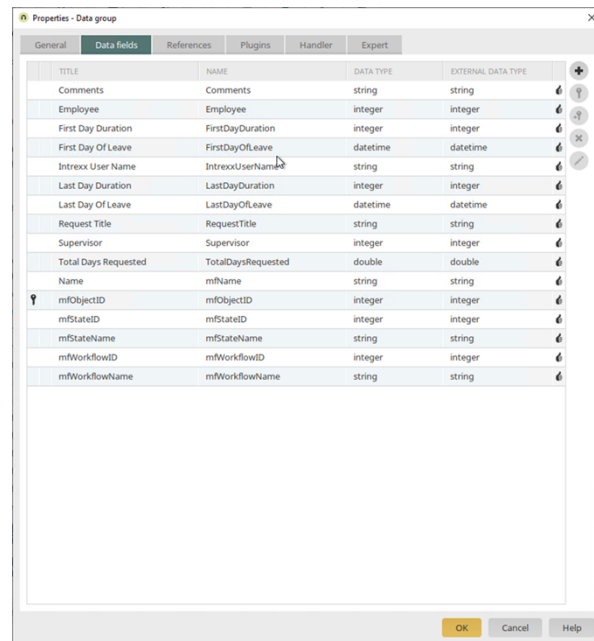 Properties - Data group
General Data fields References Plugins Handler Expert
TITLE NAME DATA TYPE EXTERNAL DATA TYPE
Comments Comments string string
Employee Employee integer integer
First Day Duration FirstDayDuration integer integer
First Day Of Leave FirstDayOfLeave datetime datetime
Intrexx User Name IntrexxUserName string string
Last Day Duration LastDayDuration integer integer
Last Day Of Leave LastDayOfLeave datetime datetime
Request Title RequestTitle string string
Supervisor Supervisor integer integer
Total Days Requested TotalDaysRequested double double
Name mfName string string
mfObjectID mfObjectID integer integer
mfStateID mfStateID integer integer
mfStateName mfStateName string string
mfWorkflowID mfWorkflowID integer integer
mfWorkflowName mfWorkflowName string string
OK Cancel Help